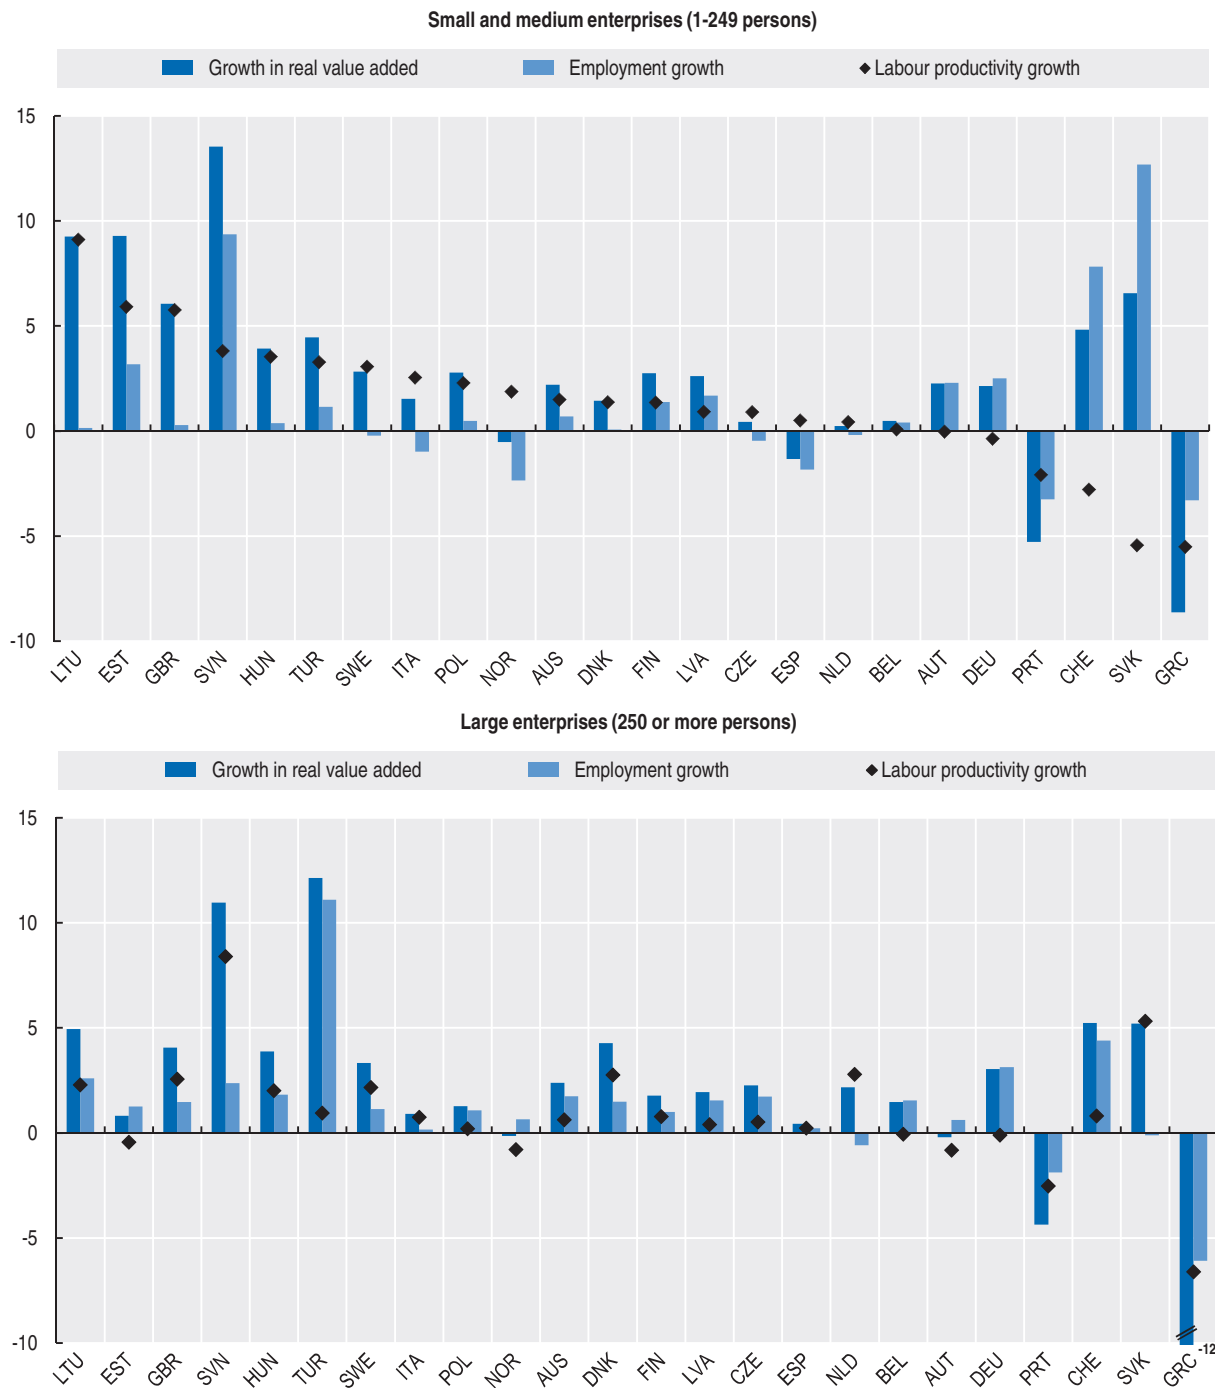 Small and medium enterprises (1-249 persons)
Growth in real value added Employment growth Labour productivity growth
15
10
5
0
-5
-10
LTU EST GBR SVN HUN TUR SWE ITA POL NOR AUS DNK FIN LVA CZE ESP NLD BEL AUT DEU PRT CHE SVK GRC
Large enterprises (250 or more persons)
Growth in real value added Employment growth Labour productivity growth
15
10
5
0
-5
-10
-12
LTU EST GBR SVN HUN TUR SWE ITA POL NOR AUS DNK FIN LVA CZE ESP NLD BEL AUT DEU PRT CHE SVK GRC